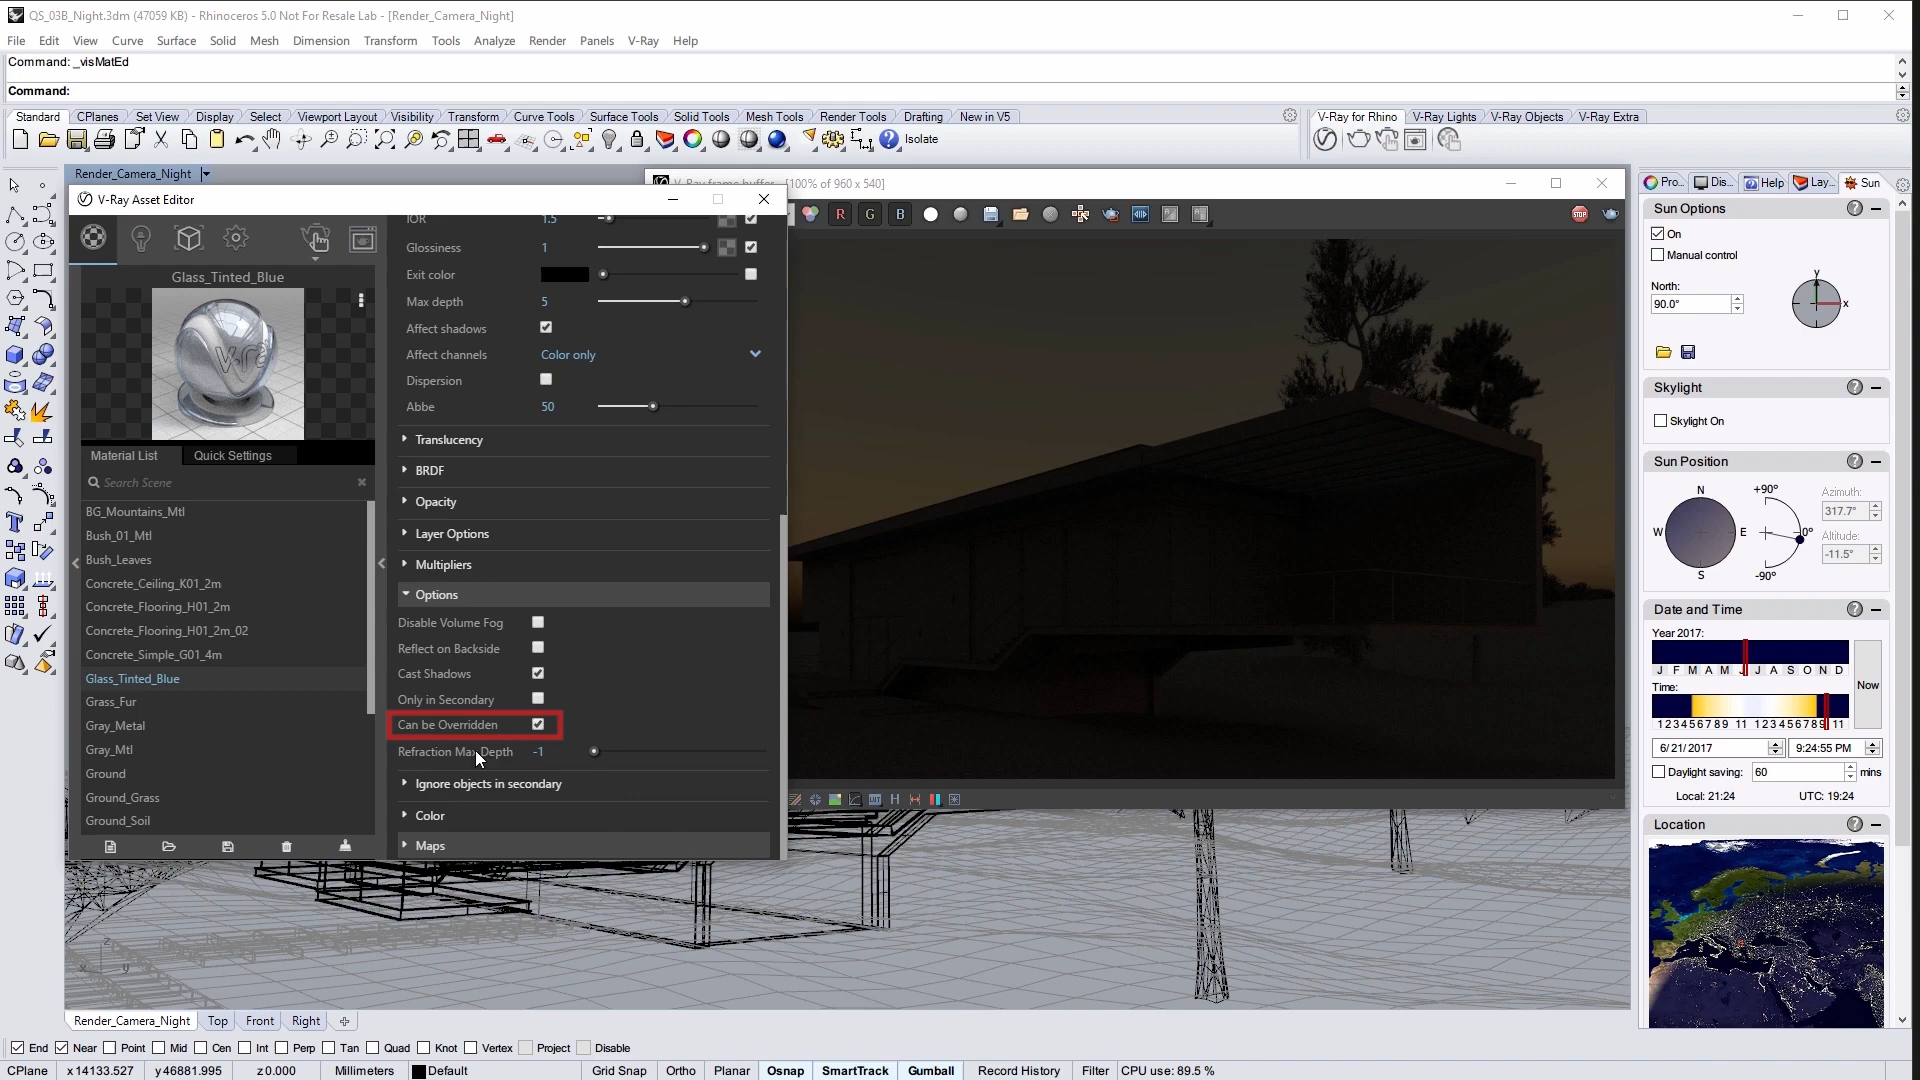 QS_03B_Night.3dm (47059 KB) - Rhinoceros 5.0 Not For Resale Lab - [Render_Camera_Night]
File Edit View Curve Surface Solid Mesh Dimension Transform Tools Analyze Render Panels V-Ray Help
Command: _visMatEd
Command:
Standard CPlanes Set View Display Select Viewport Layout Visibility Transform Curve Tools Surface Tools Solid Tools Mesh Tools Render Tools Drafting New in V5
V-Ray for Rhino V-Ray Lights V-Ray Objects V-Ray Extra
Isolate
Render_Camera_Night
V-Ray frame buffer - [100% of 960 x 540]
R G B
STOP
V-Ray Asset Editor
Glass_Tinted_Blue
Material List Quick Settings
Search Scene
BG_Mountains_Mtl
Bush_01_Mtl
Bush_Leaves
Concrete_Ceiling_K01_2m
Concrete_Flooring_H01_2m
Concrete_Flooring_H01_2m_02
Concrete_Simple_G01_4m
Glass_Tinted_Blue
Grass_Fur
Gray_Metal
Gray_Mtl
Ground
Ground_Grass
Ground_Soil
IOR 1.5
Glossiness 1
Exit color
Max depth 5
Affect shadows
Affect channels Color only
Dispersion
Abbe 50
Translucency
BRDF
Opacity
Layer Options
Multipliers
Options
Disable Volume Fog
Reflect on Backside
Cast Shadows
Only in Secondary
Can be Overridden
Refraction Max Depth -1
Ignore objects in secondary
Color
Maps
Pro... Dis... Help Lay... Sun
Sun Options
On
Manual control
North:
90.0°
y
x
Skylight
Skylight On
Sun Position
N
W E
S
+90°
0°
-90°
Azimuth:
317.7°
Altitude:
-11.5°
Date and Time
Year 2017:
J F M A M J J A S O N D
Time:
Now
6/21/2017 9:24:55 PM
Daylight saving: 60 mins
Local: 21:24 UTC: 19:24
Location
z
x y
Render_Camera_Night Top Front Right
End Near Point Mid Cen Int Perp Tan Quad Knot Vertex Project Disable
CPlane x 14133.527 y 46881.995 z 0.000 Millimeters Default Grid Snap Ortho Planar Osnap SmartTrack Gumball Record History Filter CPU use: 89.5 %